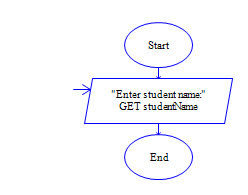 Start
"Enter student name:"
GET studentName
End